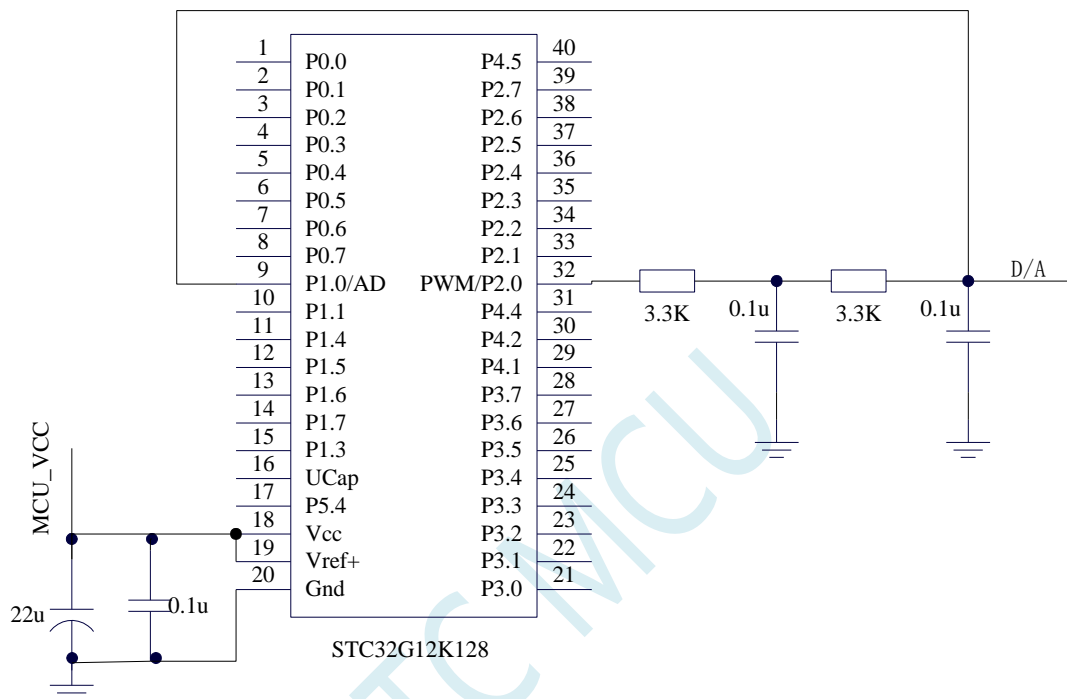 1 P0.0 P4.5 40
2 P0.1 P2.7 39
3 P0.2 P2.6 38
4 P0.3 P2.5 37
5 P0.4 P2.4 36
6 P0.5 P2.3 35
7 P0.6 P2.2 34
8 P0.7 P2.1 33
9 P1.0/AD PWM/P2.0 32
10 P1.1 P4.4 31
11 P1.4 P4.2 30
12 P1.5 P4.1 29
13 P1.6 P3.7 28
14 P1.7 P3.6 27
15 P1.3 P3.5 26
16 UCap P3.4 25
17 P5.4 P3.3 24
18 Vcc P3.2 23
19 Vref+ P3.1 22
20 Gnd P3.0 21
STC32G12K128
3.3K
0.1u
3.3K
0.1u
D/A
MCU_VCC
22u
0.1u
STC MCU